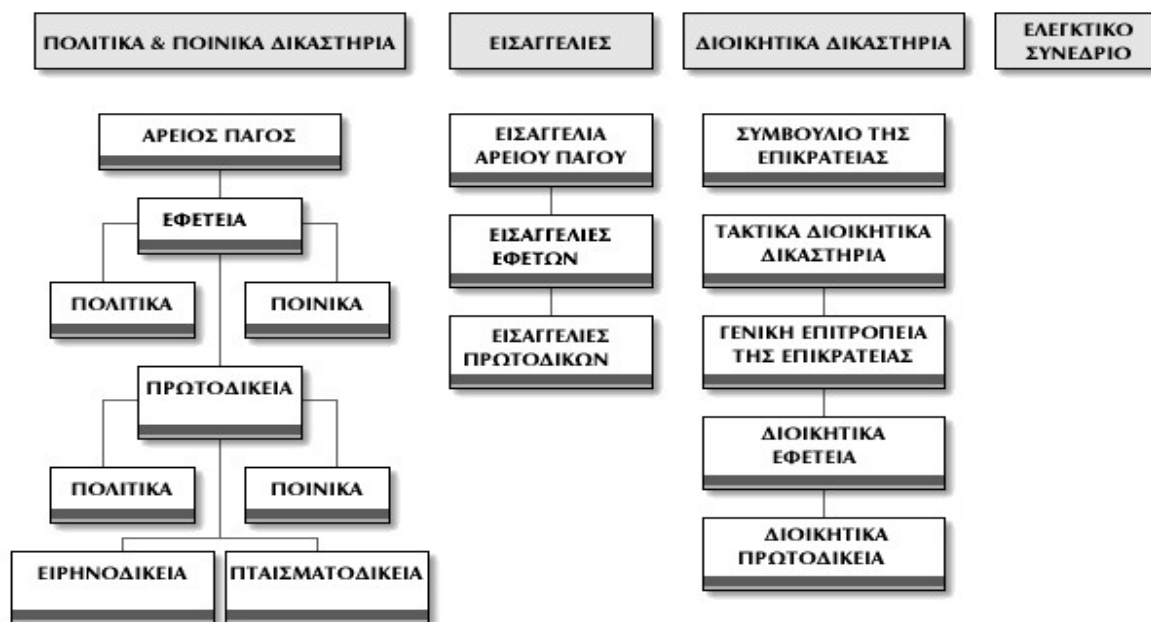 ΠΟΛΙΤΙΚΑ & ΠΟΙΝΙΚΑ ΔΙΚΑΣΤΗΡΙΑ
ΑΡΕΙΟΣ ΠΑΓΟΣ
ΕΦΕΤΕΙΑ
ΠΟΛΙΤΙΚΑ
ΠΟΙΝΙΚΑ
ΠΡΩΤΟΔΙΚΕΙΑ
ΠΟΛΙΤΙΚΑ
ΠΟΙΝΙΚΑ
ΕΙΡΗΝΟΔΙΚΕΙΑ
ΠΤΑΙΣΜΑΤΟΔΙΚΕΙΑ
ΕΙΣΑΓΓΕΛΙΕΣ
ΕΙΣΑΓΓΕΛΙΑ
ΑΡΕΙΟΥ ΠΑΓΟΥ
ΕΙΣΑΓΓΕΛΙΕΣ
ΕΦΕΤΩΝ
ΕΙΣΑΓΓΕΛΙΕΣ
ΠΡΩΤΟΔΙΚΩΝ
ΔΙΟΙΚΗΤΙΚΑ ΔΙΚΑΣΤΗΡΙΑ
ΣΥΜΒΟΥΛΙΟ ΤΗΣ
ΕΠΙΚΡΑΤΕΙΑΣ
ΤΑΚΤΙΚΑ ΔΙΟΙΚΗΤΙΚΑ
ΔΙΚΑΣΤΗΡΙΑ
ΓΕΝΙΚΗ ΕΠΙΤΡΟΠΕΙΑ
ΤΗΣ ΕΠΙΚΡΑΤΕΙΑΣ
ΔΙΟΙΚΗΤΙΚΑ
ΕΦΕΤΕΙΑ
ΔΙΟΙΚΗΤΙΚΑ
ΠΡΩΤΟΔΙΚΕΙΑ
ΕΛΕΓΚΤΙΚΟ
ΣΥΝΕΔΡΙΟ